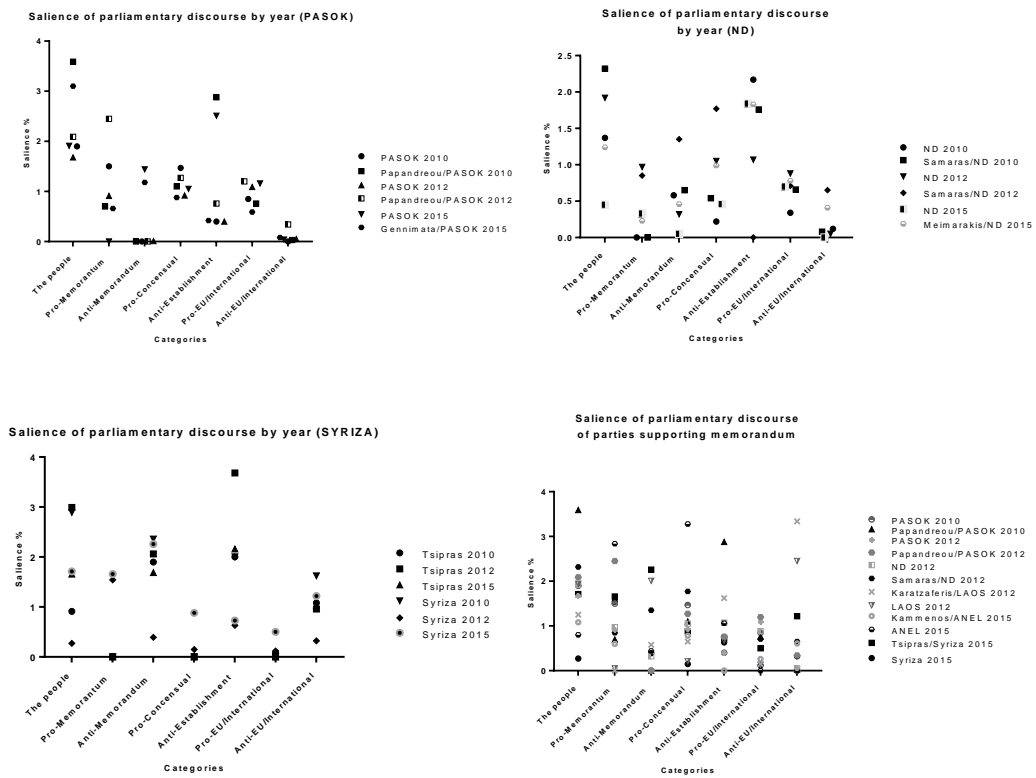 Salience of parliamentary discourse by year (PASOK)
4
3
2
1
0
Salience %
The people
Pro-Memorantum
Anti-Memorandum
Pro-Concensual
Anti-Establishment
Pro-EU/International
Anti-EU/International
Categories
PASOK 2010
Papandreou/PASOK 2010
PASOK 2012
Papandreou/PASOK 2012
PASOK 2015
Gennimata/PASOK 2015
Salience of parliamentary discourse
by year (ND)
2.5
2.0
1.5
1.0
0.5
0.0
Salience %
The people
Pro-Memorantum
Anti-Memorandum
Pro-Concensual
Anti-Establishment
Pro-EU/International
Anti-EU/International
Categories
ND 2010
Samaras/ND 2010
ND 2012
Samaras/ND 2012
ND 2015
Meimarakis/ND 2015
Salience of parliamentary discourse by year (SYRIZA)
4
3
2
1
0
Salience %
The people
Pro-Memorantum
Anti-Memorandum
Pro-Concensual
Anti-Establishment
Pro-EU/International
Anti-EU/International
Categories
Tsipras 2010
Tsipras 2012
Tsipras 2015
Syriza 2010
Syriza 2012
Syriza 2015
Salience of parliamentary discourse
of parties supporting memorandum
4
3
2
1
0
Salience %
The people
Pro-Memorantum
Anti-Memorandum
Pro-Concensual
Anti-Establishment
Pro-EU/International
Anti-EU/International
Categories
PASOK 2010
Papandreou/PASOK 2010
PASOK 2012
Papandreou/PASOK 2012
ND 2012
Samaras/ND 2012
Karatzaferis/LAOS 2012
LAOS 2012
Kammenos/ANEL 2015
ANEL 2015
Tsipras/Syriza 2015
Syriza 2015